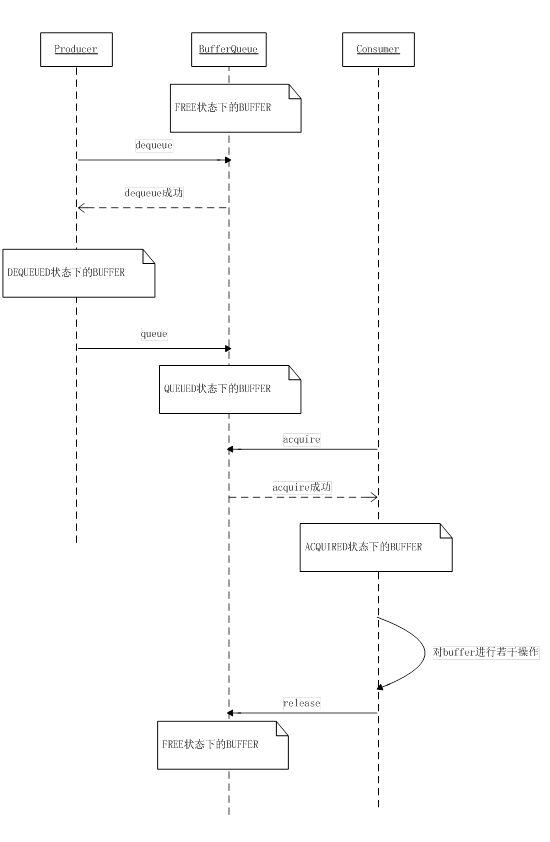 Producer
BufferQueue
Consumer
FREE状态下的BUFFER
dequeue
dequeue成功
DEQUEUED状态下的BUFFER
queue
QUEUED状态下的BUFFER
acquire
acquire成功
ACQUIRED状态下的BUFFER
对buffer进行若干操作
release
FREE状态下的BUFFER